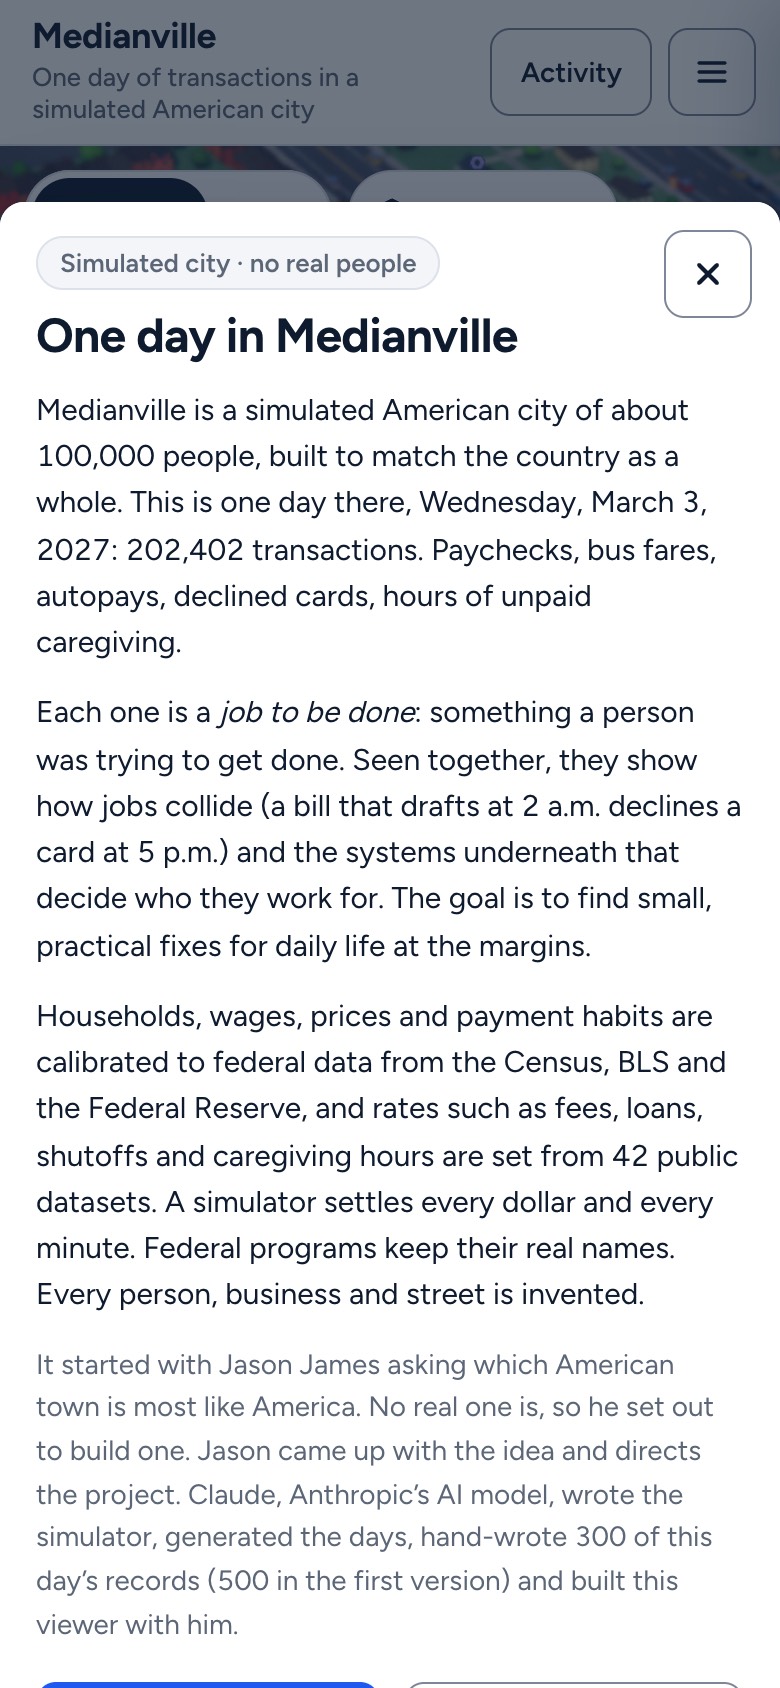 Medianville
One day of transactions in a
simulated American city
Activity
Simulated city · no real people
One day in Medianville
Medianville is a simulated American city of about
100,000 people, built to match the country as a
whole. This is one day there, Wednesday, March 3,
2027: 202,402 transactions. Paychecks, bus fares,
autopays, declined cards, hours of unpaid
caregiving.
Each one is a job to be done: something a person
was trying to get done. Seen together, they show
how jobs collide (a bill that drafts at 2 a.m. declines a
card at 5 p.m.) and the systems underneath that
decide who they work for. The goal is to find small,
practical fixes for daily life at the margins.
Households, wages, prices and payment habits are
calibrated to federal data from the Census, BLS and
the Federal Reserve, and rates such as fees, loans,
shutoffs and caregiving hours are set from 42 public
datasets. A simulator settles every dollar and every
minute. Federal programs keep their real names.
Every person, business and street is invented.
It started with Jason James asking which American
town is most like America. No real one is, so he set out
to build one. Jason came up with the idea and directs
the project. Claude, Anthropic’s AI model, wrote the
simulator, generated the days, hand-wrote 300 of this
day’s records (500 in the first version) and built this
viewer with him.